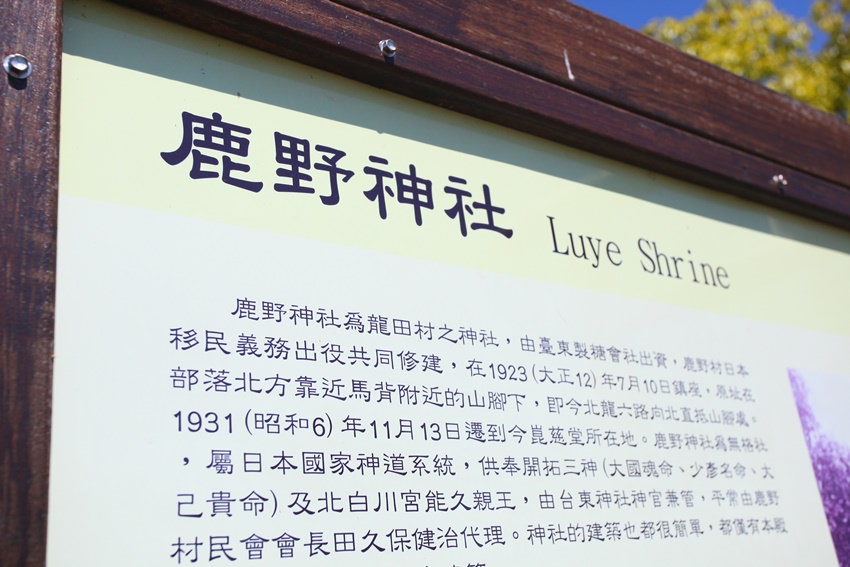 鹿野神社 Luye Shrine
鹿野神社爲龍田村之神社，由臺東製糖會社出資，鹿野村日本
移民義務出役共同修建，在1923(大正12)年7月10日鎮座，原址在
部落北方靠近馬背附近的山腳下，即今北龍六路向北直抵山腳處。
1931(昭和6)年11月13日遷到今崑慈堂所在地。鹿野神社爲無格社
，屬日本國家神道系統，供奉開拓三神(大國魂命、少彥名命、大
己貴命)及北白川宮能久親王，由台東神社神官兼管，平常由鹿野
村民會會長田久保健治代理。神社的建築也都很簡單，都僅有本殿